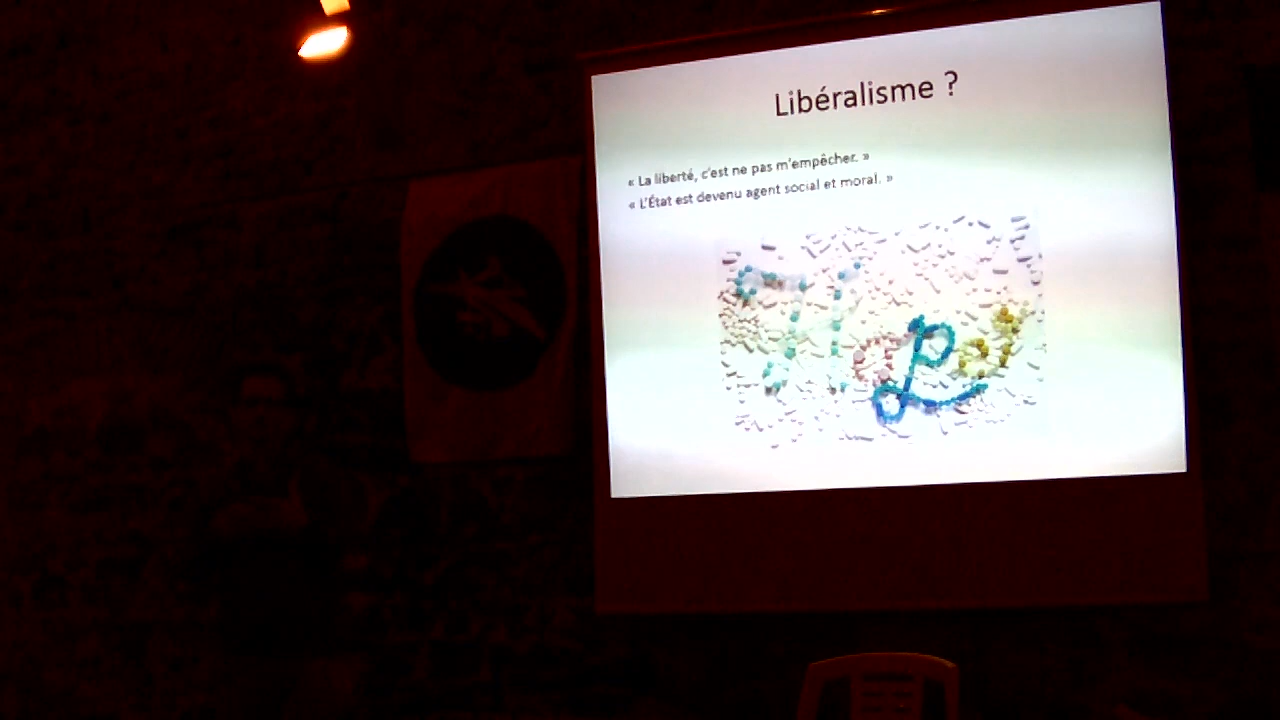 Libéralisme ?
« La liberté, c'est ne pas m'empêcher. »
« L'État est devenu agent social et moral. »